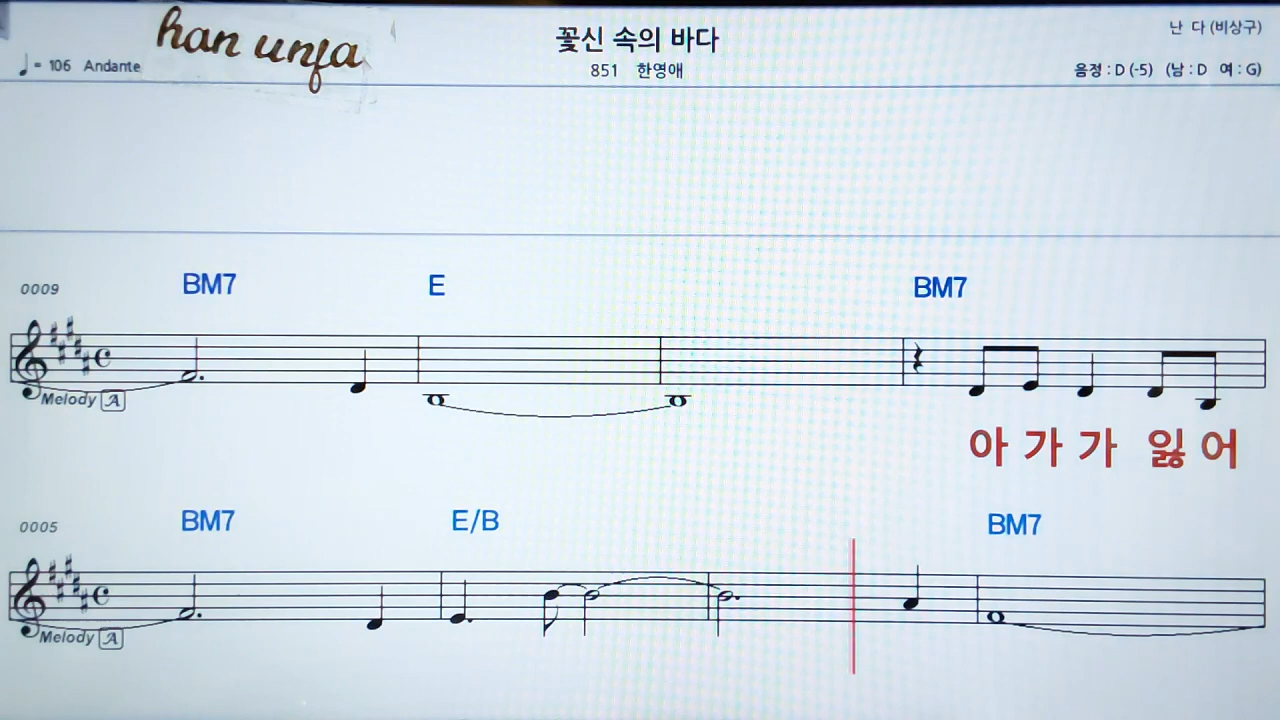 han unfa
꽃신 속의 바다
난 다 (비상구)
♩= 106 Andante
851 한영애
음정 : D (-5) (남 : D 여 : G)
0009 BM7 E BM7
Melody A
아 가 가 잃 어
0005 BM7 E/B BM7
Melody A